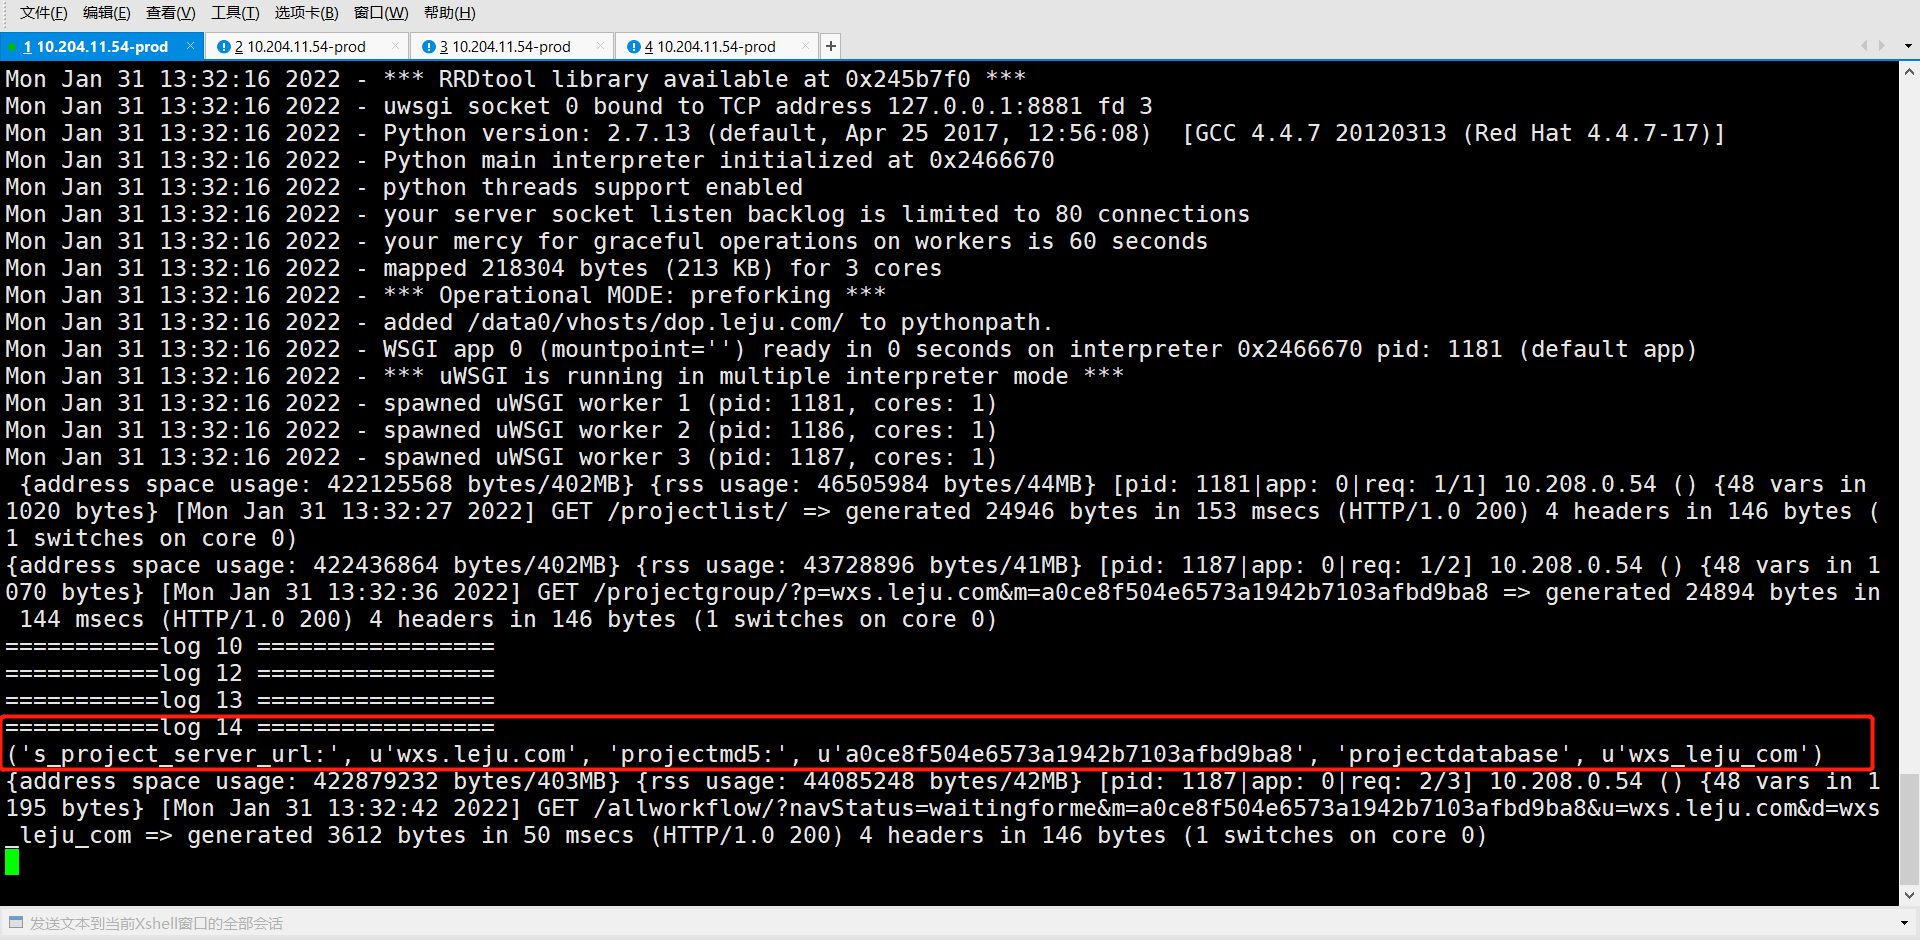 文件(F) 编辑(E) 查看(V) 工具(T) 选项卡(B) 窗口(W) 帮助(H)
1 10.204.11.54-prod × 2 10.204.11.54-prod × 3 10.204.11.54-prod × 4 10.204.11.54-prod × +
Mon Jan 31 13:32:16 2022 - *** RRDtool library available at 0x245b7f0 ***
Mon Jan 31 13:32:16 2022 - uwsgi socket 0 bound to TCP address 127.0.0.1:8881 fd 3
Mon Jan 31 13:32:16 2022 - Python version: 2.7.13 (default, Apr 25 2017, 12:56:08)  [GCC 4.4.7 20120313 (Red Hat 4.4.7-17)]
Mon Jan 31 13:32:16 2022 - Python main interpreter initialized at 0x2466670
Mon Jan 31 13:32:16 2022 - python threads support enabled
Mon Jan 31 13:32:16 2022 - your server socket listen backlog is limited to 80 connections
Mon Jan 31 13:32:16 2022 - your mercy for graceful operations on workers is 60 seconds
Mon Jan 31 13:32:16 2022 - mapped 218304 bytes (213 KB) for 3 cores
Mon Jan 31 13:32:16 2022 - *** Operational MODE: preforking ***
Mon Jan 31 13:32:16 2022 - added /data0/vhosts/dop.leju.com/ to pythonpath.
Mon Jan 31 13:32:16 2022 - WSGI app 0 (mountpoint='') ready in 0 seconds on interpreter 0x2466670 pid: 1181 (default app)
Mon Jan 31 13:32:16 2022 - *** uWSGI is running in multiple interpreter mode ***
Mon Jan 31 13:32:16 2022 - spawned uWSGI worker 1 (pid: 1181, cores: 1)
Mon Jan 31 13:32:16 2022 - spawned uWSGI worker 2 (pid: 1186, cores: 1)
Mon Jan 31 13:32:16 2022 - spawned uWSGI worker 3 (pid: 1187, cores: 1)
{address space usage: 422125568 bytes/402MB} {rss usage: 46505984 bytes/44MB} [pid: 1181|app: 0|req: 1/1] 10.208.0.54 () {48 vars in
1020 bytes} [Mon Jan 31 13:32:27 2022] GET /projectlist/ => generated 24946 bytes in 153 msecs (HTTP/1.0 200) 4 headers in 146 bytes (
1 switches on core 0)
{address space usage: 422436864 bytes/402MB} {rss usage: 43728896 bytes/41MB} [pid: 1187|app: 0|req: 1/2] 10.208.0.54 () {48 vars in 1
070 bytes} [Mon Jan 31 13:32:36 2022] GET /projectgroup/?p=wxs.leju.com&m=a0ce8f504e6573a1942b7103afbd9ba8 => generated 24894 bytes in
144 msecs (HTTP/1.0 200) 4 headers in 146 bytes (1 switches on core 0)
===========log 10 =================
===========log 12 =================
===========log 13 =================
===========log 14 =================
('s_project_server_url:', u'wxs.leju.com', 'projectmd5:', u'a0ce8f504e6573a1942b7103afbd9ba8', 'projectdatabase', u'wxs_leju_com')
{address space usage: 422879232 bytes/403MB} {rss usage: 44085248 bytes/42MB} [pid: 1187|app: 0|req: 2/3] 10.208.0.54 () {48 vars in 1
195 bytes} [Mon Jan 31 13:32:42 2022] GET /allworkflow/?navStatus=waitingforme&m=a0ce8f504e6573a1942b7103afbd9ba8&u=wxs.leju.com&d=wxs
_leju_com => generated 3612 bytes in 50 msecs (HTTP/1.0 200) 4 headers in 146 bytes (1 switches on core 0)
发送文本到当前Xshell窗口的全部会话